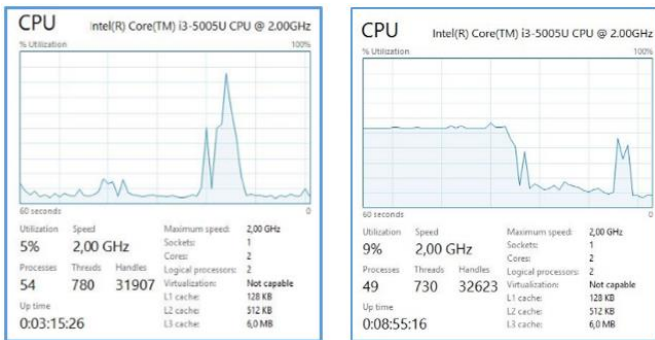 CPU Intel(R) Core(TM) i3-5005U CPU @ 2.00GHz
% Utilization 100%
60 seconds 0
Utilization Speed Maximum speed: 2,00 GHz
5% 2,00 GHz Sockets: 1
Cores: 2
Processes Threads Handles Logical processors: 2
54 780 31907 Virtualization: Not capable
L1 cache: 128 KB
Up time L2 cache: 512 KB
0:03:15:26 L3 cache: 6,0 MB
CPU Intel(R) Core(TM) i3-5005U CPU @ 2.00GHz
% Utilization 100%
60 seconds 0
Utilization Speed Maximum speed: 2,00 GHz
9% 2,00 GHz Sockets: 1
Cores: 2
Processes Threads Handles Logical processors: 2
49 730 32623 Virtualization: Not capable
L1 cache: 128 KB
Up time L2 cache: 512 KB
0:08:55:16 L3 cache: 6,0 MB